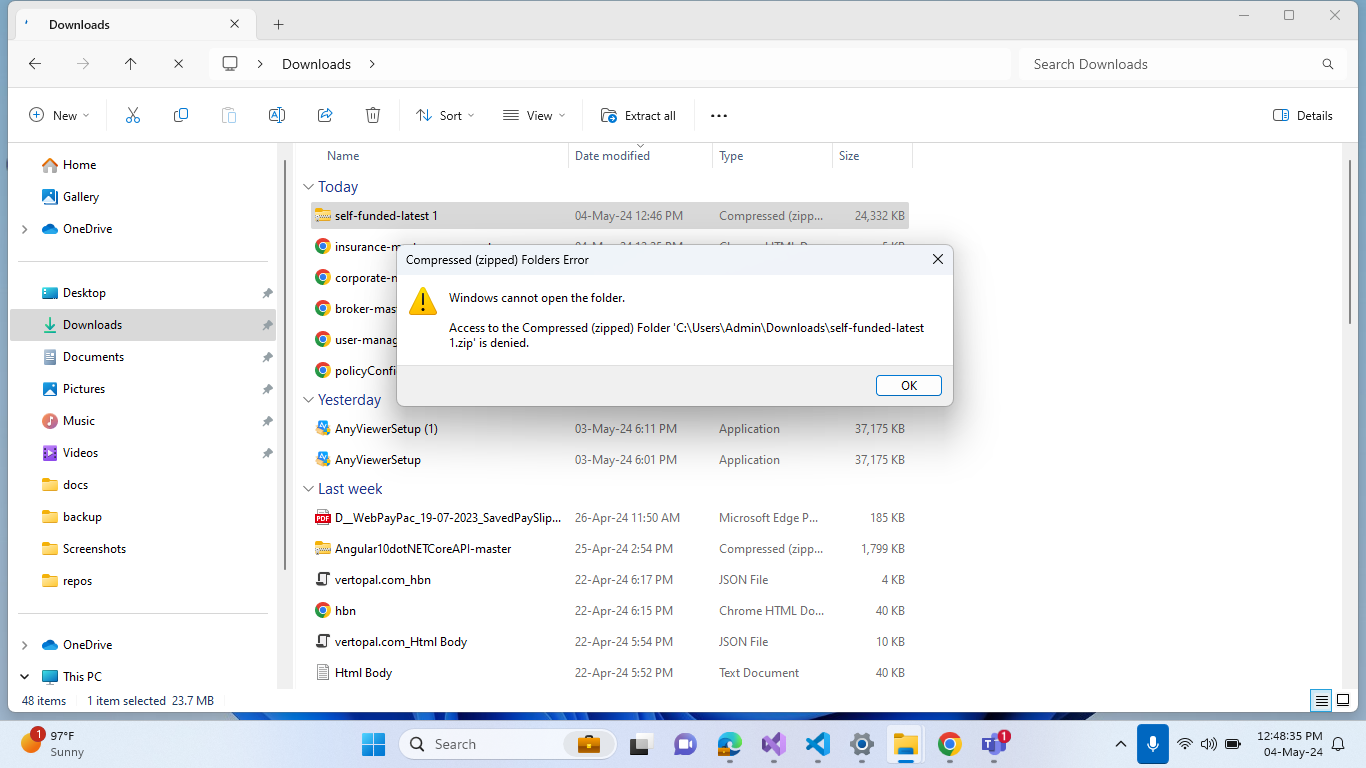 Downloads
Downloads
Search Downloads
New
Sort
View
Extract all
Details
Home
Gallery
OneDrive
Desktop
Downloads
Documents
Pictures
Music
Videos
docs
backup
Screenshots
repos
OneDrive
This PC
Name Date modified Type Size
Today
self-funded-latest 1 04-May-24 12:46 PM Compressed (zipp... 24,332 KB
insurance-m
corporate-m
broker-mas
user-manag
policyConfi
Compressed (zipped) Folders Error
Windows cannot open the folder.
Access to the Compressed (zipped) Folder 'C:\Users\Admin\Downloads\self-funded-latest
1.zip' is denied.
OK
Yesterday
AnyViewerSetup (1) 03-May-24 6:11 PM Application 37,175 KB
AnyViewerSetup 03-May-24 6:01 PM Application 37,175 KB
Last week
PDF D__WebPayPac_19-07-2023_SavedPaySlip... 26-Apr-24 11:50 AM Microsoft Edge P... 185 KB
Angular10dotNETCoreAPI-master 25-Apr-24 2:54 PM Compressed (zipp... 1,799 KB
vertopal.com_hbn 22-Apr-24 6:17 PM JSON File 4 KB
hbn 22-Apr-24 6:15 PM Chrome HTML Do... 40 KB
vertopal.com_Html Body 22-Apr-24 5:54 PM JSON File 10 KB
Html Body 22-Apr-24 5:52 PM Text Document 40 KB
48 items 1 item selected 23.7 MB
1
97°F
Sunny
Search
1
12:48:35 PM
04-May-24